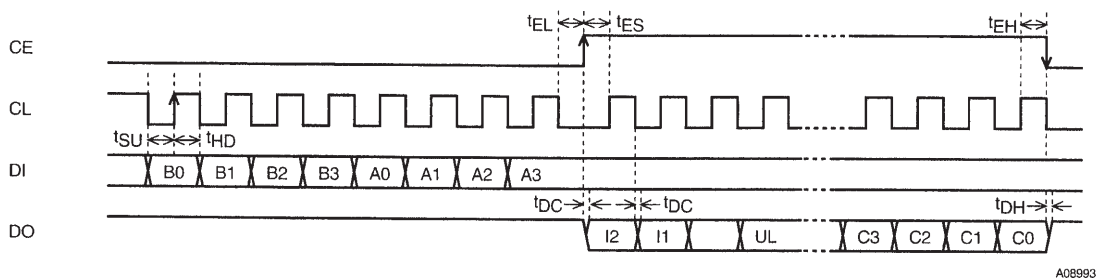 tEL tES tEH
CE
CL
tSU tHD
DI B0 B1 B2 B3 A0 A1 A2 A3
tDC tDC tDH
DO I2 I1 UL C3 C2 C1 C0
A08993